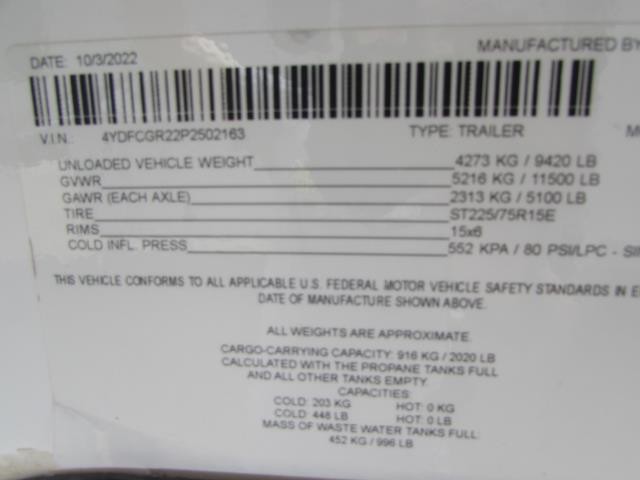 DATE: 10/3/2022 MANUFACTURED BY
V.I.N.: 4YDFCGR22P2502163 TYPE: TRAILER
UNLOADED VEHICLE WEIGHT 4273 KG / 9420 LB
GVWR 5216 KG / 11500 LB
GAWR (EACH AXLE) 2313 KG / 5100 LB
TIRE ST225/75R15E
RIMS 15x6
COLD INFL. PRESS 552 KPA / 80 PSI/LPC - SIN
THIS VEHICLE CONFORMS TO ALL APPLICABLE U.S. FEDERAL MOTOR VEHICLE SAFETY STANDARDS IN E
DATE OF MANUFACTURE SHOWN ABOVE.
ALL WEIGHTS ARE APPROXIMATE.
CARGO-CARRYING CAPACITY: 916 KG / 2020 LB
CALCULATED WITH THE PROPANE TANKS FULL
AND ALL OTHER TANKS EMPTY.
CAPACITIES:
COLD: 203 KG HOT: 0 KG
COLD: 448 LB HOT: 0 LB
MASS OF WASTE WATER TANKS FULL:
452 KG / 996 LB